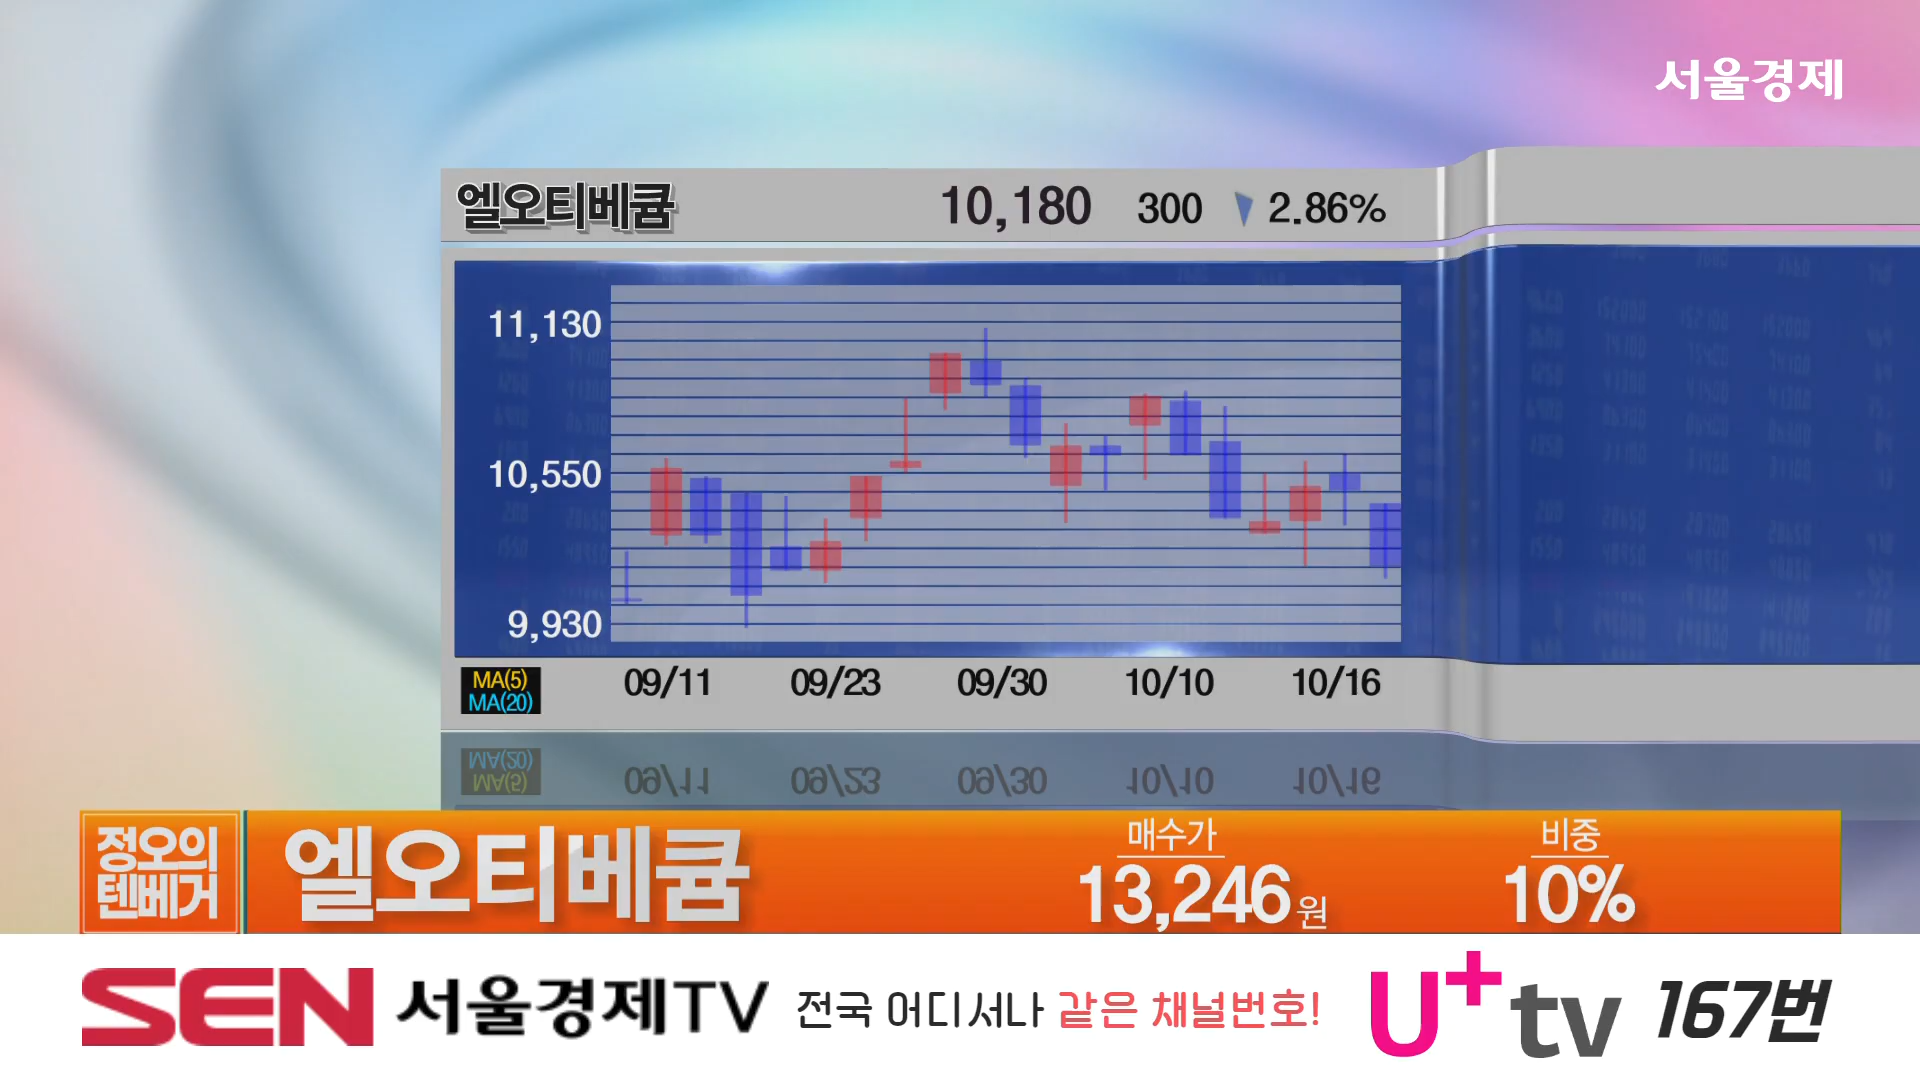 서울경제
엘오티베큠 10,180 300 ▼ 2.86%
11,130
10,550
9,930
MA(5)
MA(20)
09/11 09/23 09/30 10/10 10/16
정오의
텐베거
엘오티베큠
매수가
13,246원
비중
10%
SEN 서울경제TV 전국 어디서나 같은 채널번호! U+tv 167번